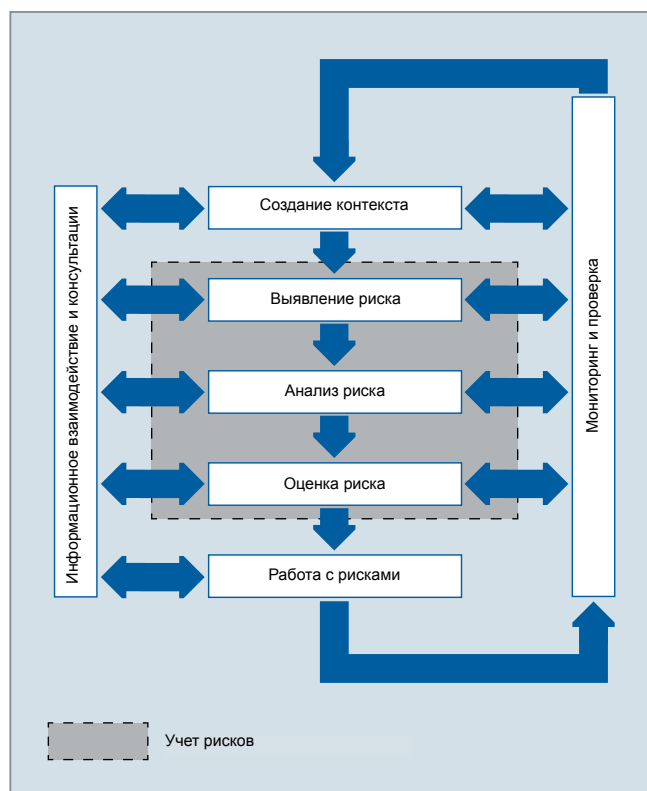 Создание контекста
Выявление риска
Анализ риска
Оценка риска
Работа с рисками
Информационное взаимодействие и консультации
Мониторинг и проверка
Учет рисков